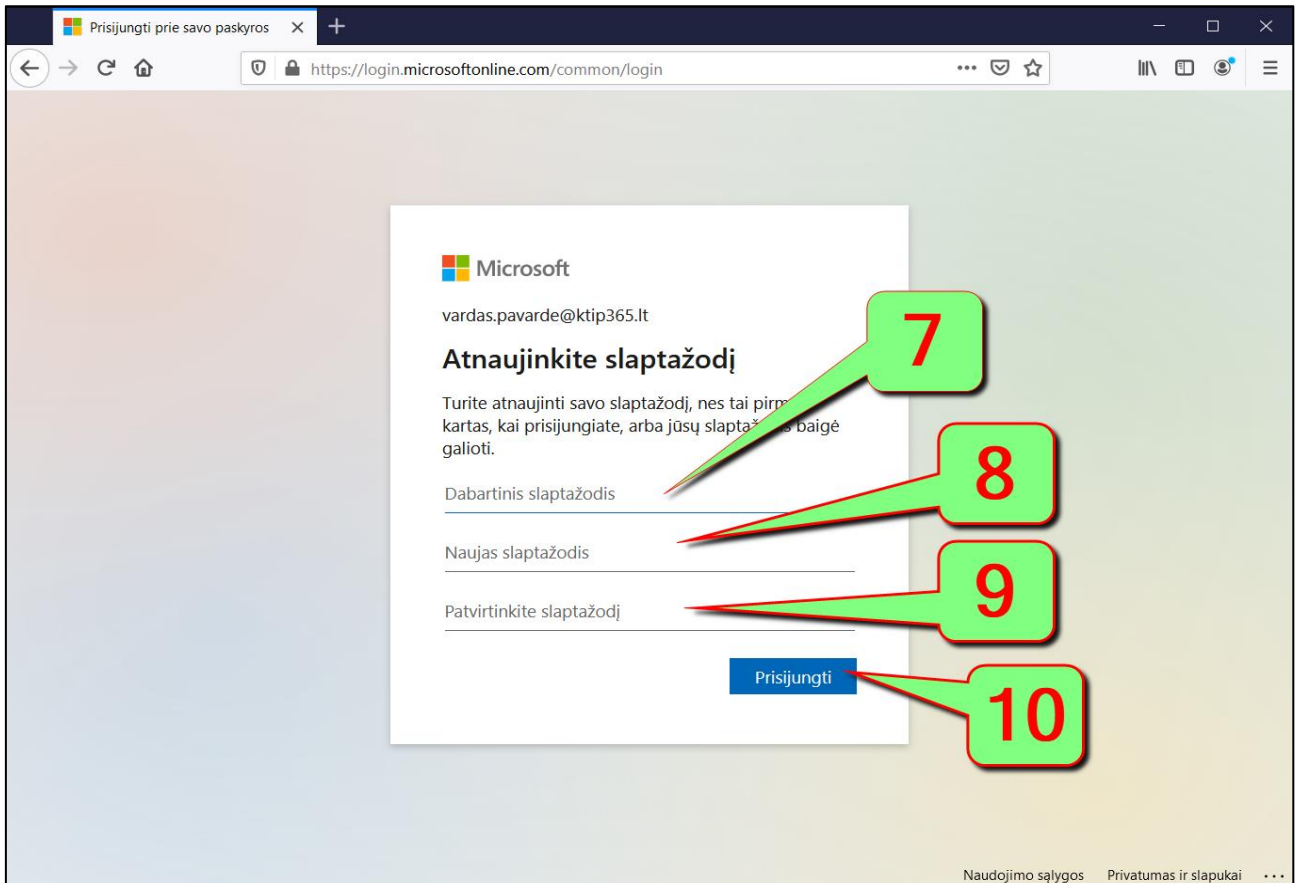 Prisijungti prie savo paskyros
https://login.microsoftonline.com/common/login
Microsoft
vardas.pavarde@ktip365.lt
7
Atnaujinkite slaptažodį
Turite atnaujinti savo slaptažodį, nes tai
kartas, kai prisijungiate, arba jūsų baigė
galioti.
8
Dabartinis slaptažodis
Naujas slaptažodis
9
Patvirtinkite slaptažodį
Prisijungti
10
Naudojimo sąlygos Privatumas ir slapukai